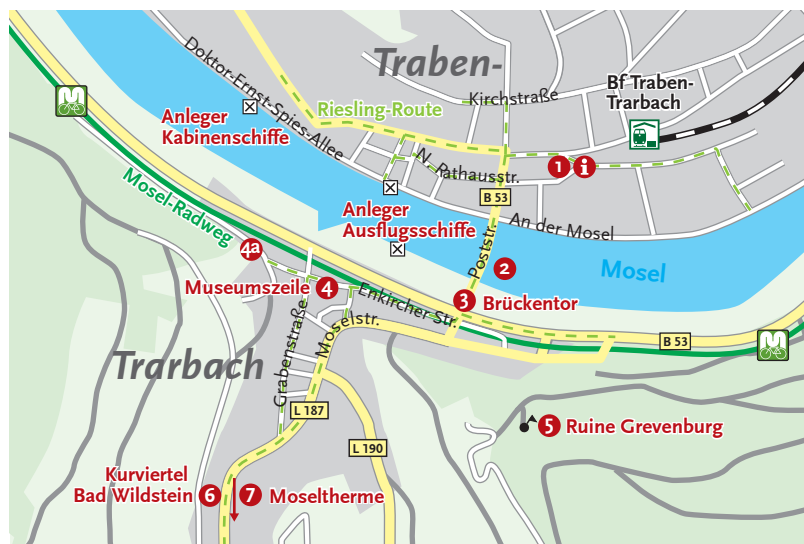 Traben-
Doktor-Ernst-Spies-Allee
Kirchstraße
Bf Traben-
Trarbach
Riesling-Route
Anleger
Kabinenschiffe
N. Rathausstr.
1 i
B 53
Mosel-Radweg
Anleger
Ausflugsschiffe
An der Mosel
Poststr.
4a
2
Mosel
Museumszeile 4
Enkircher Str.
3 Brückentor
Grabenstraße
Moselstr.
B 53
M
M
Trarbach
L 187
5 Ruine Grevenburg
L 190
Kurviertel
Bad Wildstein 6
7 Moseltherme